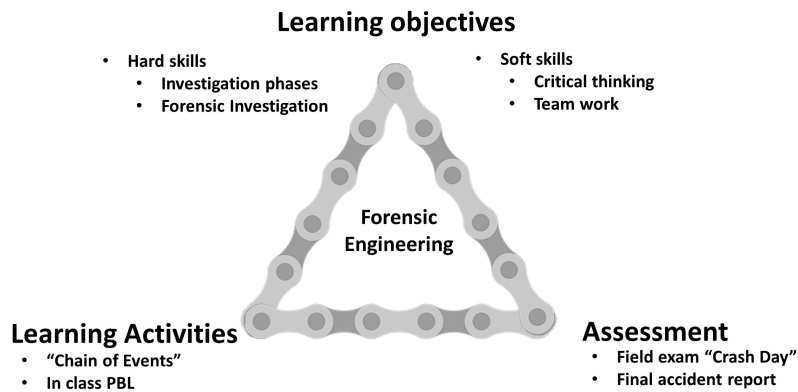 Learning objectives
• Hard skills
• Investigation phases
• Forensic Investigation
• Soft skills
• Critical thinking
• Team work
Forensic
Engineering
Learning Activities
• “Chain of Events”
• In class PBL
Assessment
• Field exam “Crash Day”
• Final accident report